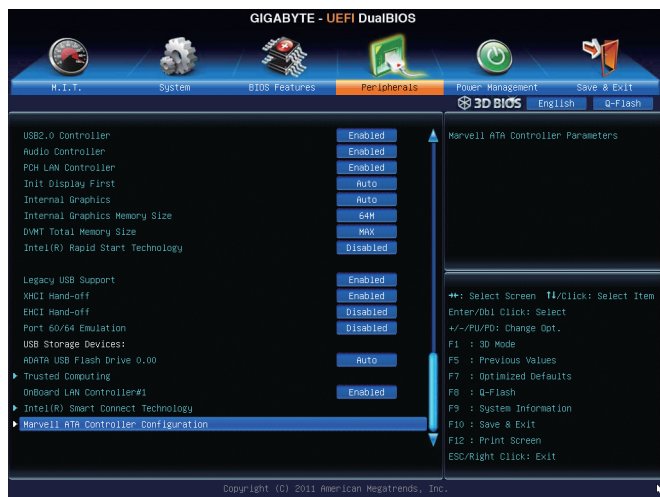 GIGABYTE - UEFI DualBIOS
M.I.T. System BIOS Features Peripherals Power Management Save & Exit
3D BIOS English Q-Flash
USB2.0 Controller Enabled
Audio Controller Enabled
PCH LAN Controller Enabled
Init Display First Auto
Internal Graphics Auto
Internal Graphics Memory Size 64M
DVMT Total Memory Size MAX
Intel(R) Rapid Start Technology Disabled
Legacy USB Support Enabled
XHCI Hand-off Enabled
EHCI Hand-off Disabled
Port 60/64 Emulation Disabled
USB Storage Devices:
ADATA USB Flash Drive 0.00 Auto
Trusted Computing
OnBoard LAN Controller#1 Enabled
Intel(R) Smart Connect Technology
Marvell ATA Controller Configuration
Marvell ATA Controller Parameters
→←: Select Screen ↑↓/Click: Select Item
Enter/Dbl Click: Select
+/-/PU/PD: Change Opt.
F1 : 3D Mode
F5 : Previous Values
F7 : Optimized Defaults
F8 : Q-Flash
F9 : System Information
F10 : Save & Exit
F12 : Print Screen
ESC/Right Click: Exit
Copyright (C) 2011 American Megatrends, Inc.